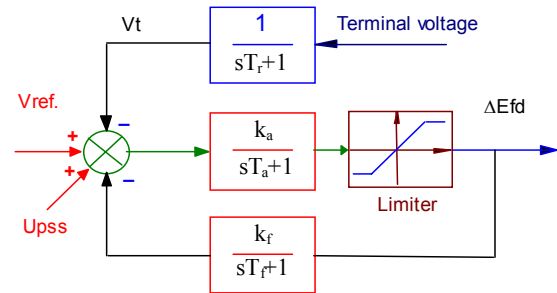 Vt
1
sTr+1
Terminal voltage
Vref.
−
+
+
−
ka
sTa+1
ΔEfd
Limiter
Upss
kf
sTf+1